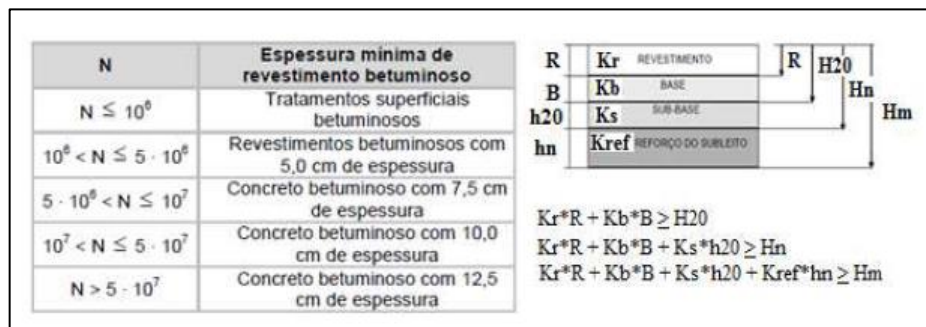 N
Espessura mínima de
revestimento betuminoso
N ≤ 10⁶
Tratamentos superficiais
betuminosos
10⁶ < N ≤ 5 · 10⁶
Revestimentos betuminosos com
5,0 cm de espessura
5 · 10⁶ < N ≤ 10⁷
Concreto betuminoso com 7,5 cm
de espessura
10⁷ < N ≤ 5 · 10⁷
Concreto betuminoso com 10,0
cm de espessura
N > 5 · 10⁷
Concreto betuminoso com 12,5
cm de espessura
R Kr REVESTIMENTO R H20
B Kb BASE Hn
h20 Ks SUB-BASE Hm
hn Kref REFORÇO DO SUBLEITO
Kr*R + Kb*B ≥ H20
Kr*R + Kb*B + Ks*h20 ≥ Hn
Kr*R + Kb*B + Ks*h20 + Kref*hn ≥ Hm